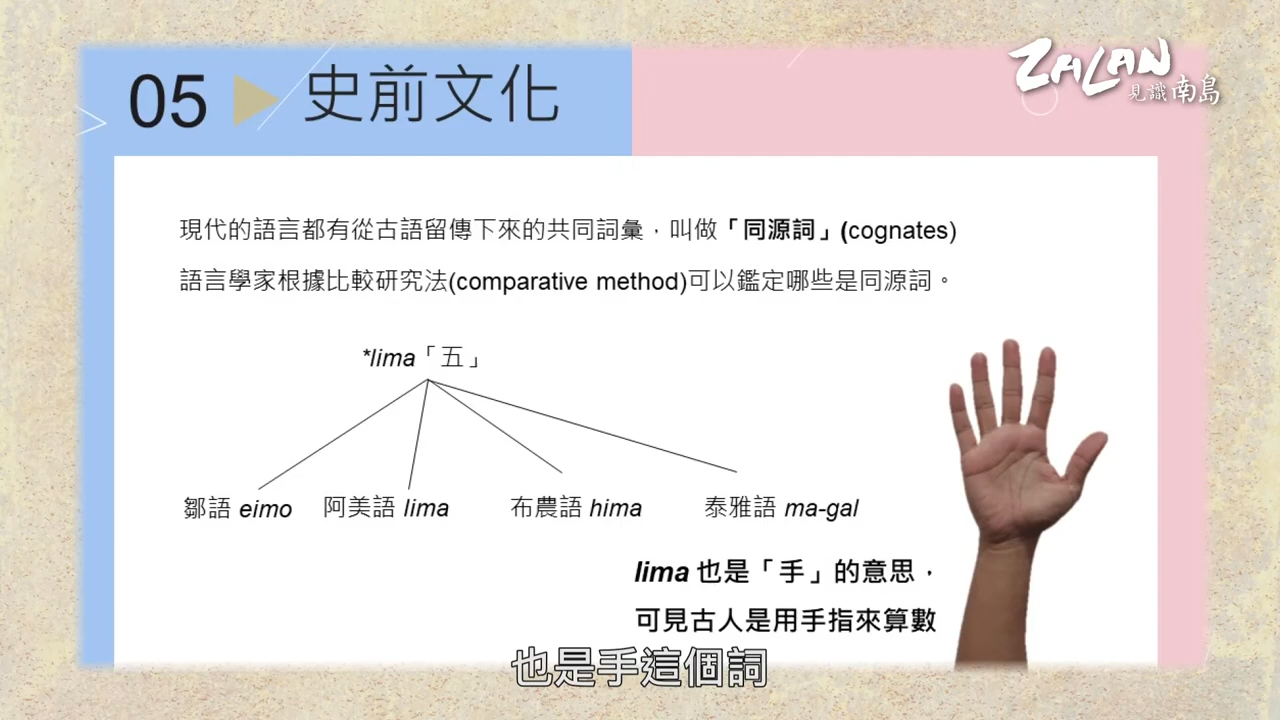 ZALAN
見識南島
05 史前文化
現代的語言都有從古語留傳下來的共同詞彙，叫做「同源詞」(cognates)
語言學家根據比較研究法(comparative method)可以鑑定哪些是同源詞。
*lima「五」
鄒語 eimo 阿美語 lima 布農語 hima 泰雅語 ma-gal
lima 也是「手」的意思，
可見古人是用手指來算數
也是手這個詞